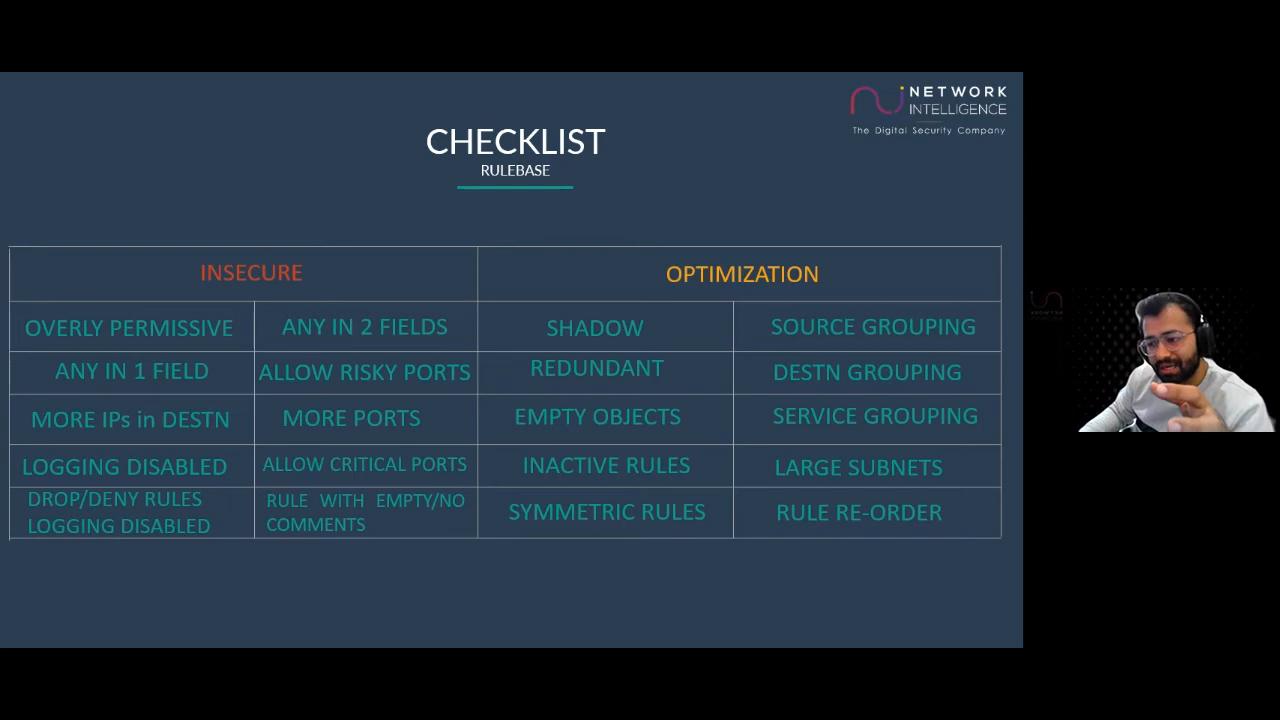 NETWORK
INTELLIGENCE
The Digital Security Company
CHECKLIST
RULEBASE
INSECURE
OPTIMIZATION
OVERLY PERMISSIVE
ANY IN 2 FIELDS
SHADOW
SOURCE GROUPING
ANY IN 1 FIELD
ALLOW RISKY PORTS
REDUNDANT
DESTN GROUPING
MORE IPs in DESTN
MORE PORTS
EMPTY OBJECTS
SERVICE GROUPING
LOGGING DISABLED
ALLOW CRITICAL PORTS
INACTIVE RULES
LARGE SUBNETS
DROP/DENY RULES
LOGGING DISABLED
RULE WITH EMPTY/NO
COMMENTS
SYMMETRIC RULES
RULE RE-ORDER